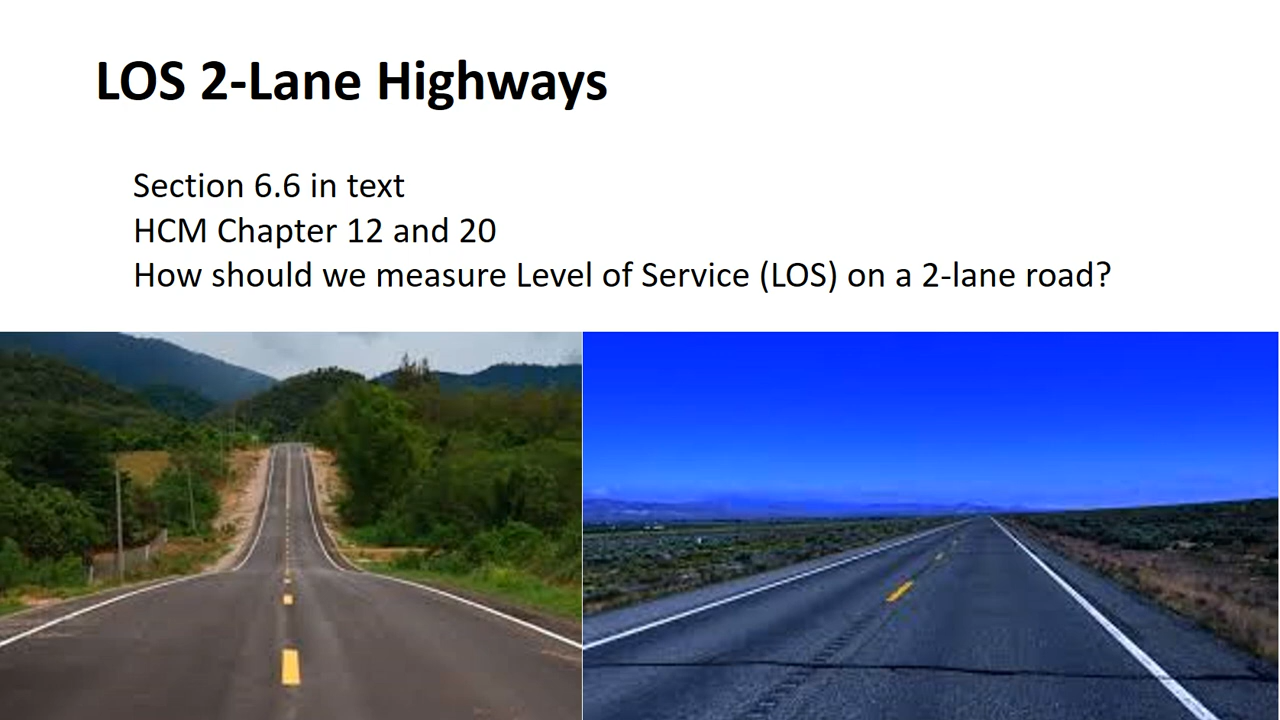 LOS 2-Lane Highways
Section 6.6 in text
HCM Chapter 12 and 20
How should we measure Level of Service (LOS) on a 2-lane road?